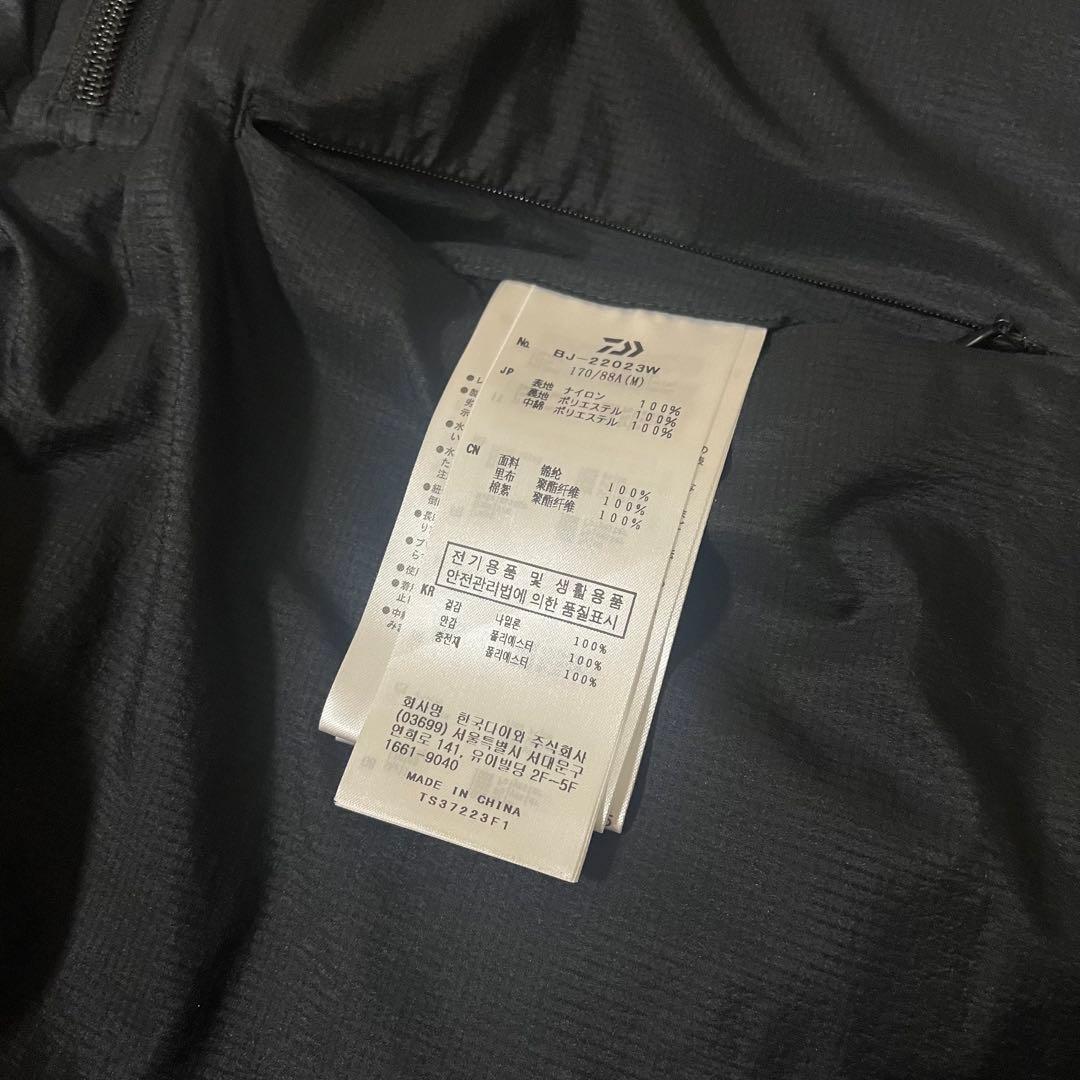 No. BJ-22023W
170/88A(M)
JP
表地 ナイロン 100%
裏地 ポリエステル 100%
中綿 ポリエステル 100%
CN
面料 锦纶 100%
里布 聚酯纤维 100%
棉絮 聚酯纤维 100%
전기용품 및 생활용품
안전관리법에 의한 품질표시
KR
겉감 나일론 100%
안감 폴리에스터 100%
충전재 폴리에스터 100%
회사명 한국다이와 주식회사
(03699) 서울특별시 서대문구
연희로 141, 유이빌딩 2F~5F
1661-9040
MADE IN CHINA
TS37223F1